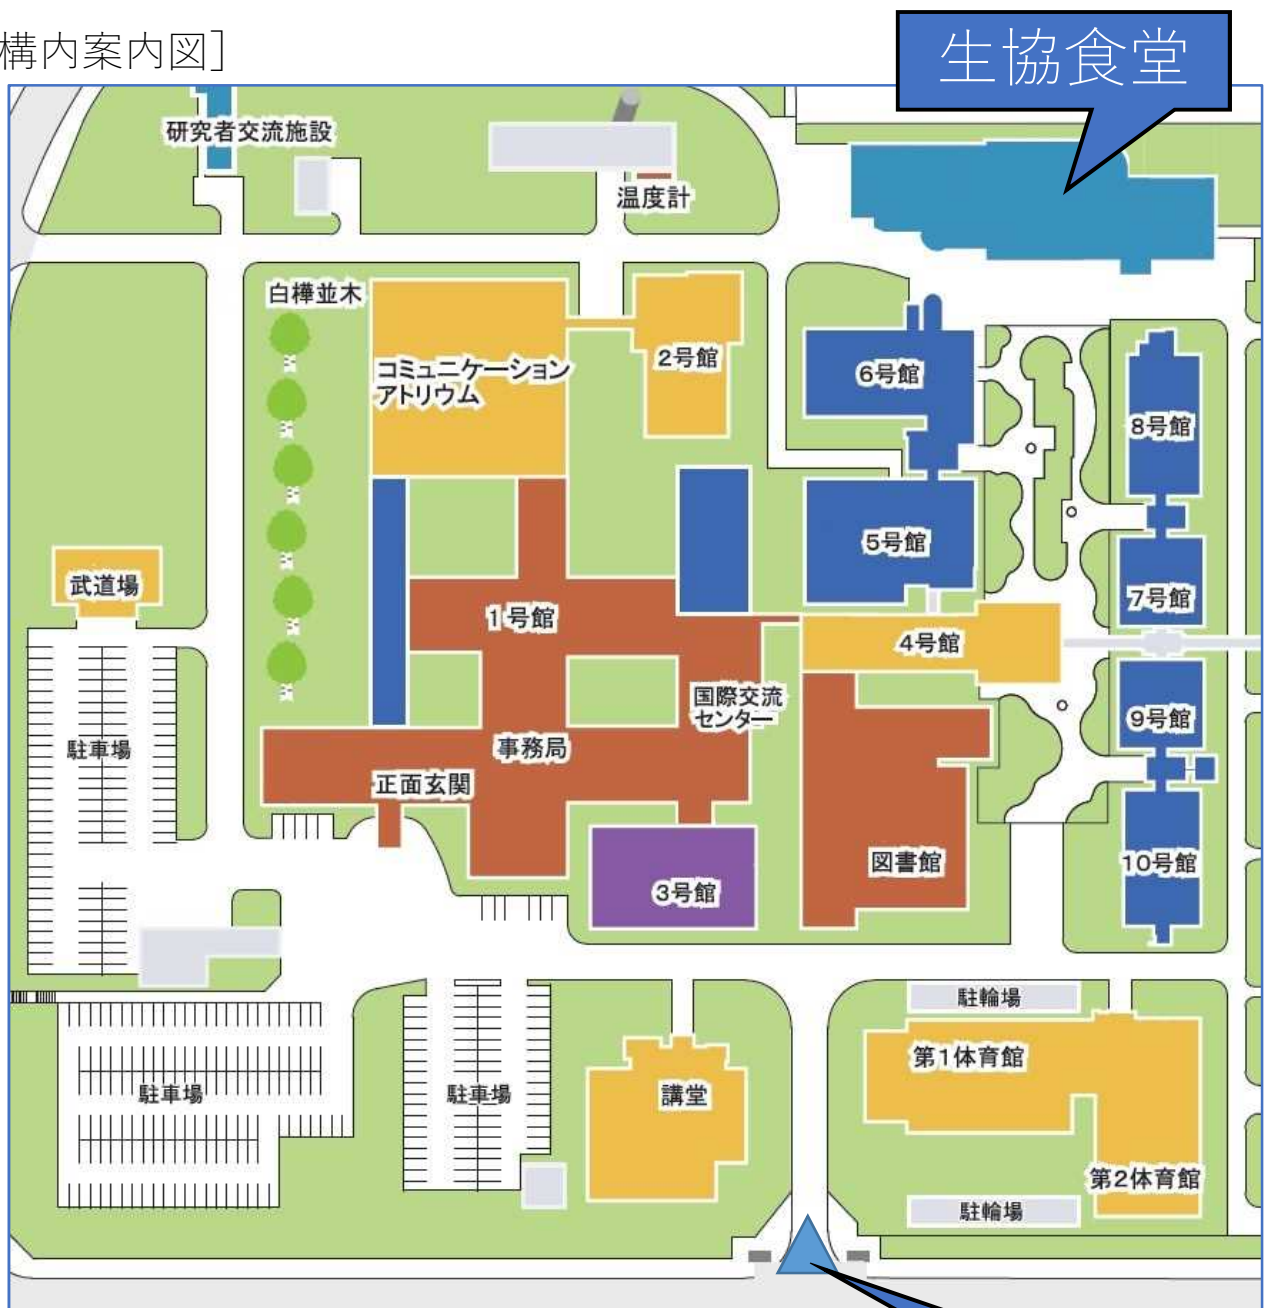 構内案内図]
生協食堂
研究者交流施設
温度計
白樺並木
コミュニケーション
アトリウム
2号館
6号館
8号館
5号館
武道場
1号館
7号館
4号館
国際交流
センター
9号館
駐車場
事務局
正面玄関
図書館
10号館
3号館
駐輪場
第1体育館
駐車場
駐車場
講堂
第2体育館
駐輪場